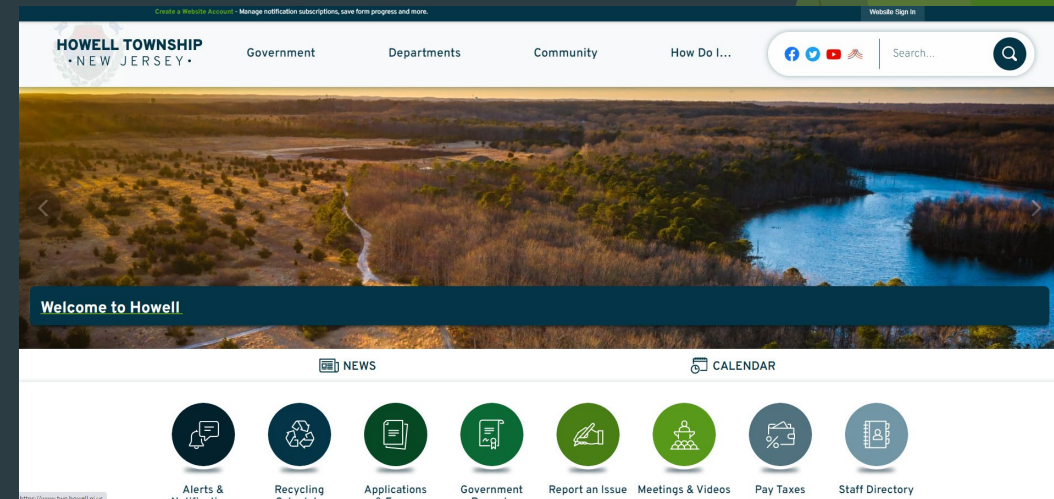 Create a Website Account - Manage notification subscriptions, save form progress and more.
Website Sign In
HOWELL TOWNSHIP
• NEW JERSEY •
Government
Departments
Community
How Do I...
Search...
Welcome to Howell
NEWS
CALENDAR
Alerts &
Recycling
Applications
Government
Report an Issue
Meetings & Videos
Pay Taxes
Staff Directory